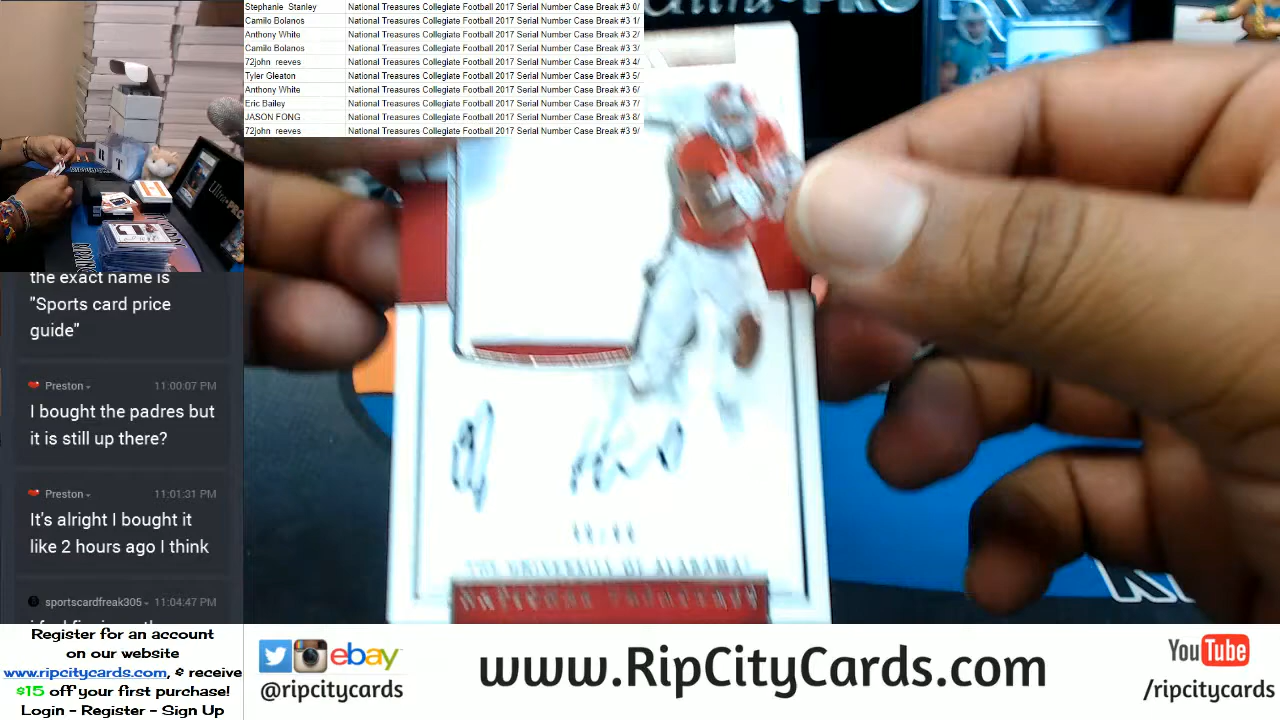 Stephanie Stanley National Treasures Collegiate Football 2017 Serial Number Case Break #3 0/
Camilo Bolanos National Treasures Collegiate Football 2017 Serial Number Case Break #3 1/
Anthony White National Treasures Collegiate Football 2017 Serial Number Case Break #3 2/
Camilo Bolanos National Treasures Collegiate Football 2017 Serial Number Case Break #3 3/
72john reeves National Treasures Collegiate Football 2017 Serial Number Case Break #3 4/
Tyler Gleaton National Treasures Collegiate Football 2017 Serial Number Case Break #3 5/
Anthony White National Treasures Collegiate Football 2017 Serial Number Case Break #3 6/
Eric Bailey National Treasures Collegiate Football 2017 Serial Number Case Break #3 7/
JASON FONG National Treasures Collegiate Football 2017 Serial Number Case Break #3 8/
72john reeves National Treasures Collegiate Football 2017 Serial Number Case Break #3 9/
the exact name is
"Sports card price
guide"
Preston 11:00:07 PM
I bought the padres but
it is still up there?
Preston 11:01:31 PM
It's alright I bought it
like 2 hours ago I think
sportscardfreak305 11:04:47 PM
THE UNIVERSITY OF ALABAMA
National Treasures
Register for an account
on our website
www.ripcitycards.com, & receive
$15 off your first purchase!
Login - Register - Sign Up
ebay
@ripcitycards
www.RipCityCards.com
YouTube
/ripcitycards